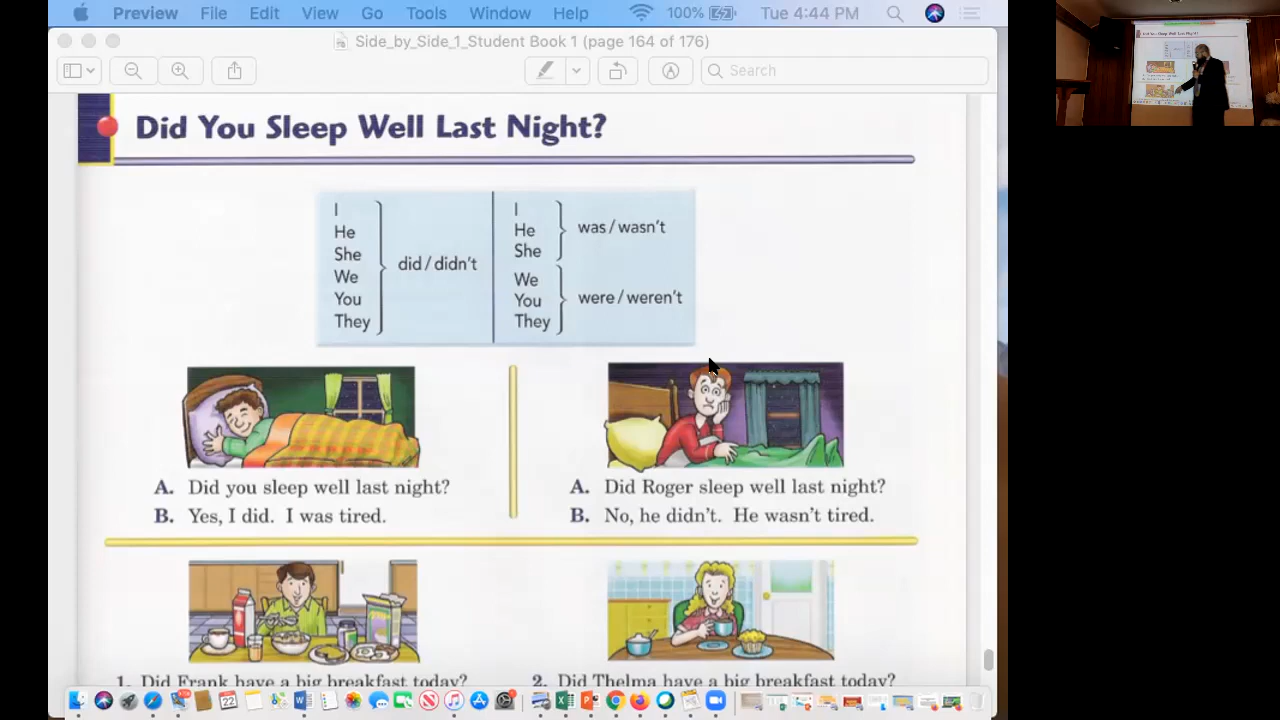 Preview File Edit View Go Tools Window Help 100% Tue 4:44 PM
Side_by_Side_1_Student Book 1 (page 164 of 176)
Search
Did You Sleep Well Last Night?
I
He
She
We
You
They
did / didn't
I
He
She
was / wasn't
We
You
They
were / weren't
A. Did you sleep well last night?
B. Yes, I did. I was tired.
A. Did Roger sleep well last night?
B. No, he didn't. He wasn't tired.
1. Did Frank have a big breakfast today?
2. Did Thelma have a big breakfast today?
22